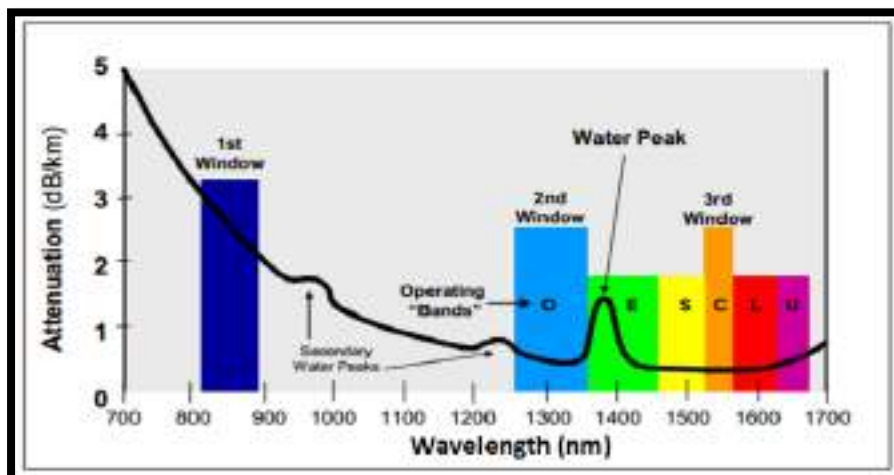 5
4
3
2
1
0
Attenuation (dB/km)
1st
Window
2nd
Window
Water Peak
3rd
Window
Operating
"Bands"
O
E
S
C
L
U
Secondary
Water Peaks
700
800
900
1000
1100
1200
1300
1400
1500
1600
1700
Wavelength (nm)